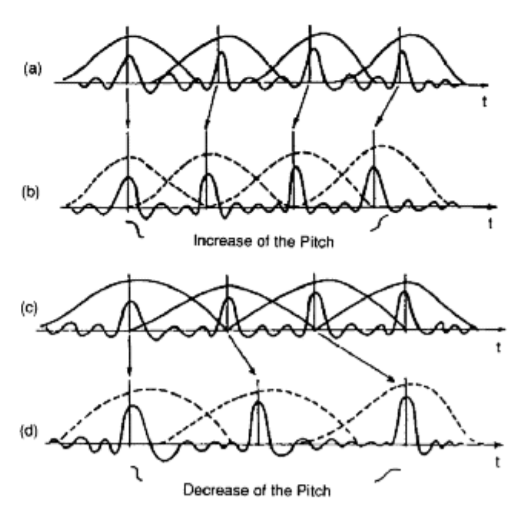 (a)
t
(b)
t
Increase of the Pitch
(c)
t
(d)
t
Decrease of the Pitch